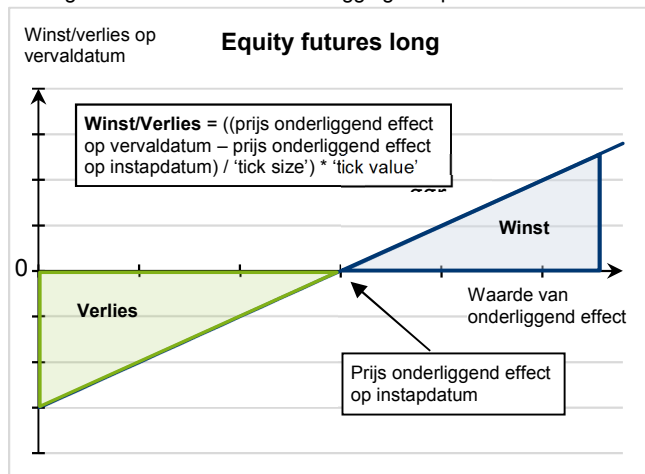 Winst/verlies op
vervaldatum
Equity futures long
Winst/Verlies = ((prijs onderliggend effect
op vervaldatum – prijs onderliggend effect
op instapdatum) / ‘tick size’) * ‘tick value’
Winst
0
Waarde van
onderliggend effect
Verlies
Prijs onderliggend effect
op instapdatum